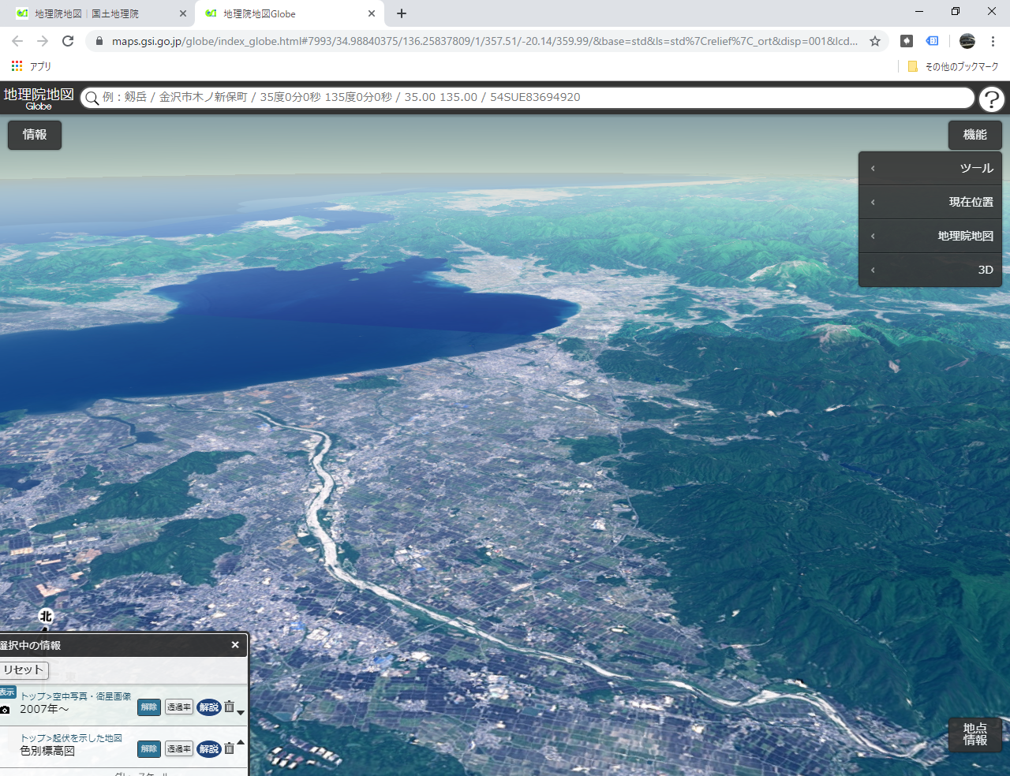 地理院地図｜国土地理院
地理院地図Globe
maps.gsi.go.jp/globe/index_globe.html#7993/34.98840375/136.25837809/1/357.51/-20.14/359.99/&base=std&ls=std%7Crelief%7C_ort&disp=001&lcd...
アプリ
その他のブックマーク
地理院地図
Globe
例：剱岳 / 金沢市木ノ新保町 / 35度0分0秒 135度0分0秒 / 35.00 135.00 / 54SUE83694920
?
情報
機能
ツール
現在位置
地理院地図
3D
北
選択中の情報
リセット
表示
トップ>空中写真・衛星画像
2007年～
解除 透過率 解説
トップ>起伏を示した地図
色別標高図
解除 透過率 解説
地点
情報